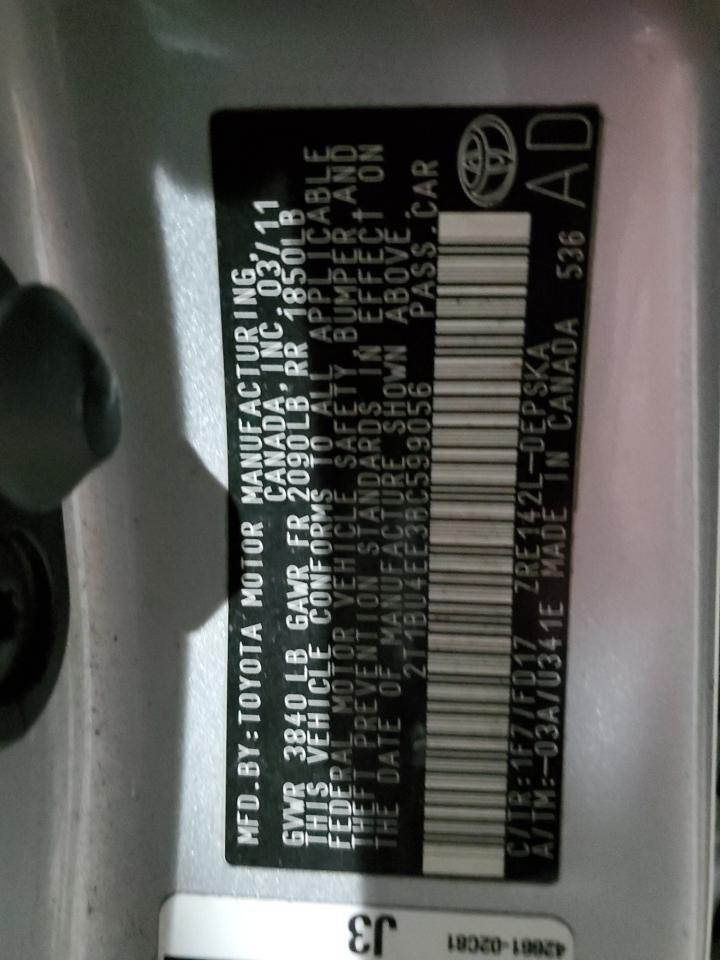 MFD.BY:TOYOTA MOTOR MANUFACTURING,
CANADA, INC. 03/11
GVWR 3840 LB GAWR FR 2090LB RR 1850LB
THIS VEHICLE CONFORMS TO ALL APPLICABLE
FEDERAL MOTOR VEHICLE SAFETY, BUMPER, AND
THEFT PREVENTION STANDARDS IN EFFECT ON
THE DATE OF MANUFACTURE SHOWN ABOVE.
2T1BU4EE3BC599056 PASS.CAR
C/TR:1F7/FD17 ZRE142L-DEPSKA
A/TM:-03A/U341E MADE IN CANADA 536
AD
J3
42661-02C61